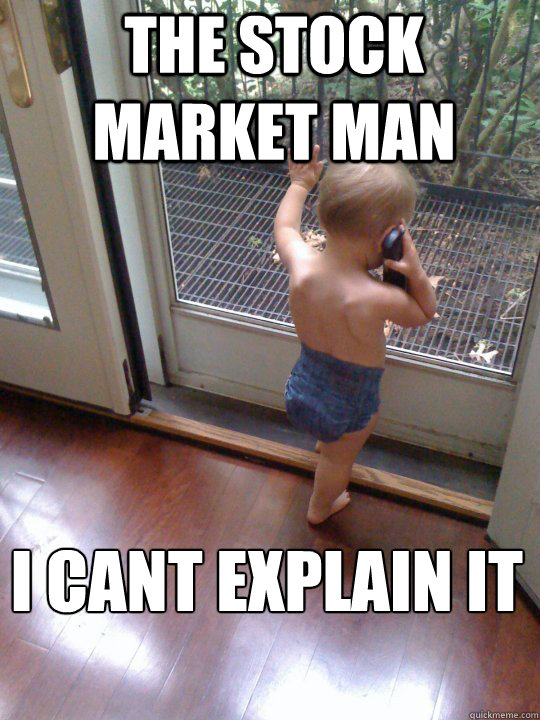 THE STOCK
MARKET MAN
I CANT EXPLAIN IT
quickmeme.com